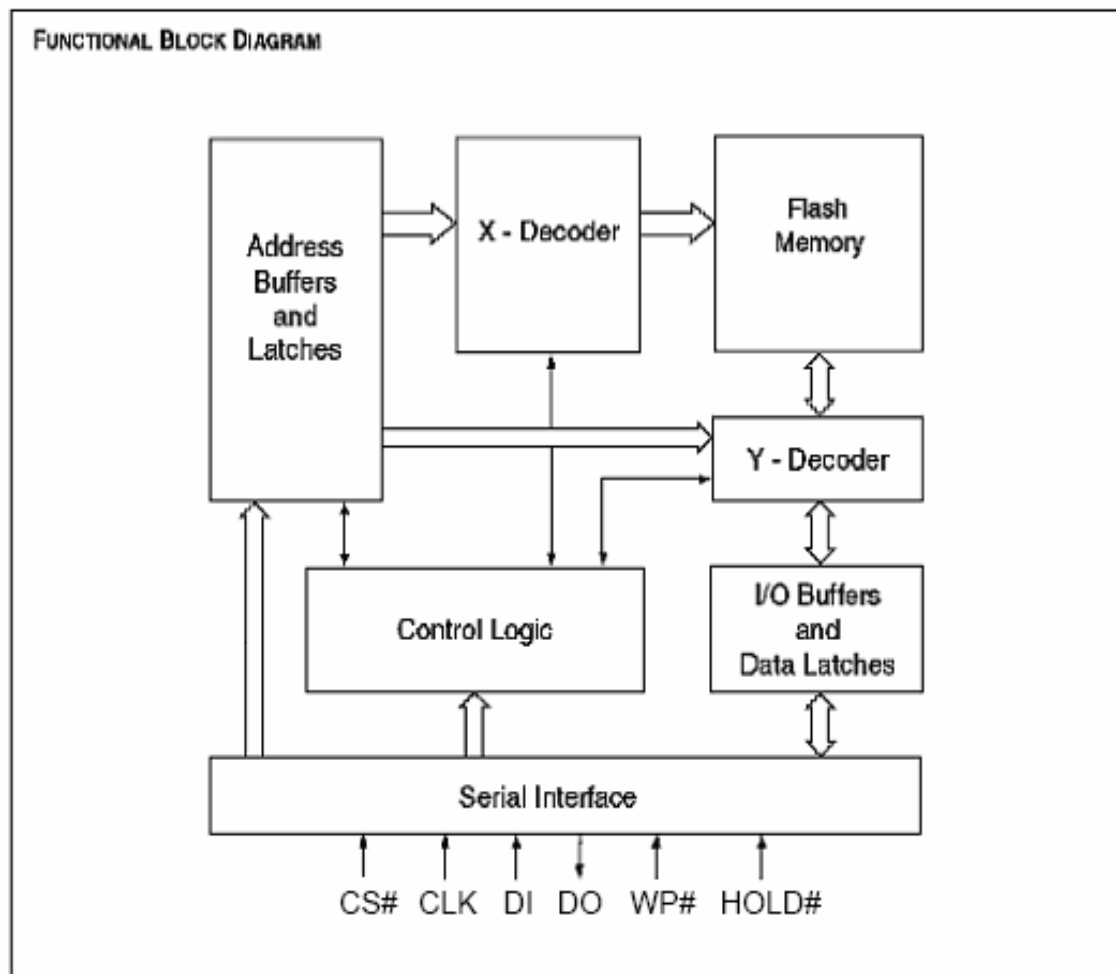 FUNCTIONAL BLOCK DIAGRAM
Address
Buffers
and
Latches
X - Decoder
Flash
Memory
Y - Decoder
Control Logic
I/O Buffers
and
Data Latches
Serial Interface
CS# CLK DI DO WP# HOLD#